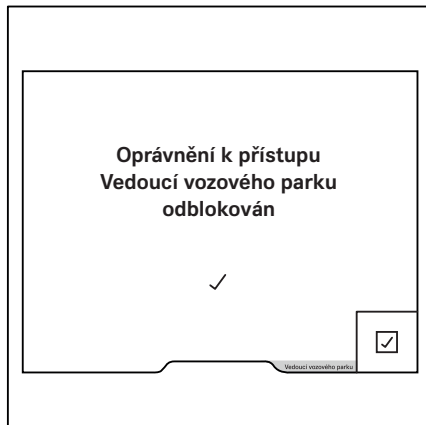 Oprávnění k přístupu
Vedoucí vozového parku
odblokován
Vedoucí vozového parku